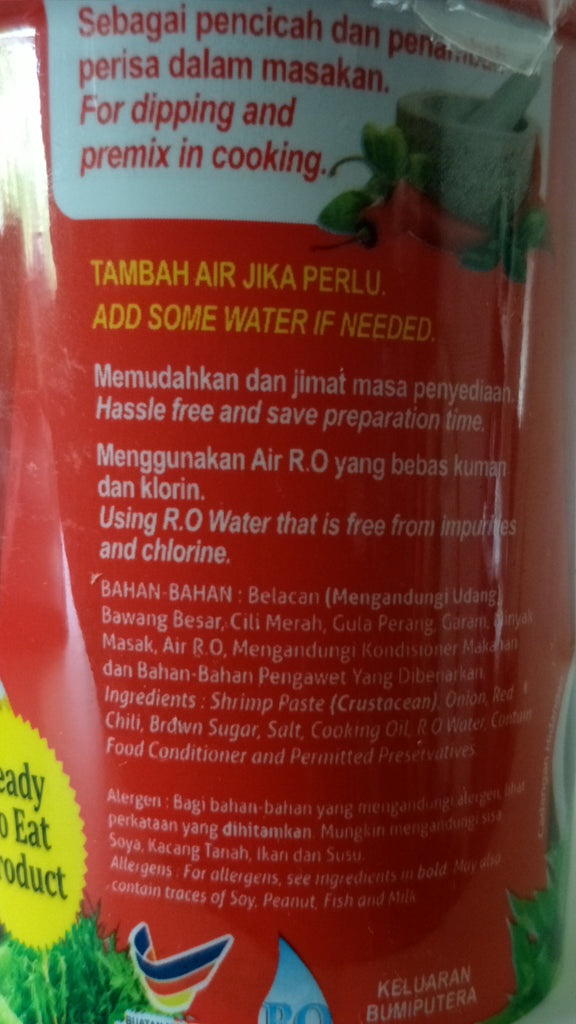 Sebagai pencicah dan penambah
perisa dalam masakan.
For dipping and
premix in cooking.
TAMBAH AIR JIKA PERLU.
ADD SOME WATER IF NEEDED.
Memudahkan dan jimat masa penyediaan.
Hassle free and save preparation time.
Menggunakan Air R.O yang bebas kuman
dan klorin.
Using R.O Water that is free from impurities
and chlorine.
BAHAN-BAHAN : Belacan (Mengandungi Udang)
Bawang Besar, Cili Merah, Gula Perang, Garam, Minyak
Masak, Air R.O, Mengandungi Kondisioner Makanan
dan Bahan-Bahan Pengawet Yang Dibenarkan.
Ingredients : Shrimp Paste (Crustacean), Onion, Red
Chili, Brown Sugar, Salt, Cooking Oil, R.O Water, Contain
Food Conditioner and Permitted Preservatives.
Alergen : Bagi bahan-bahan yang mengandungi alergen, lihat
perkataan yang dihitamkan. Mungkin mengandungi sisa
Soya, Kacang Tanah, Ikan dan Susu.
Allergens : For allergens, see ingredients in bold. May also
contain traces of Soy, Peanut, Fish and Milk.
eady
o Eat
roduct
KELUARAN
BUMIPUTERA
BUATAN
RO